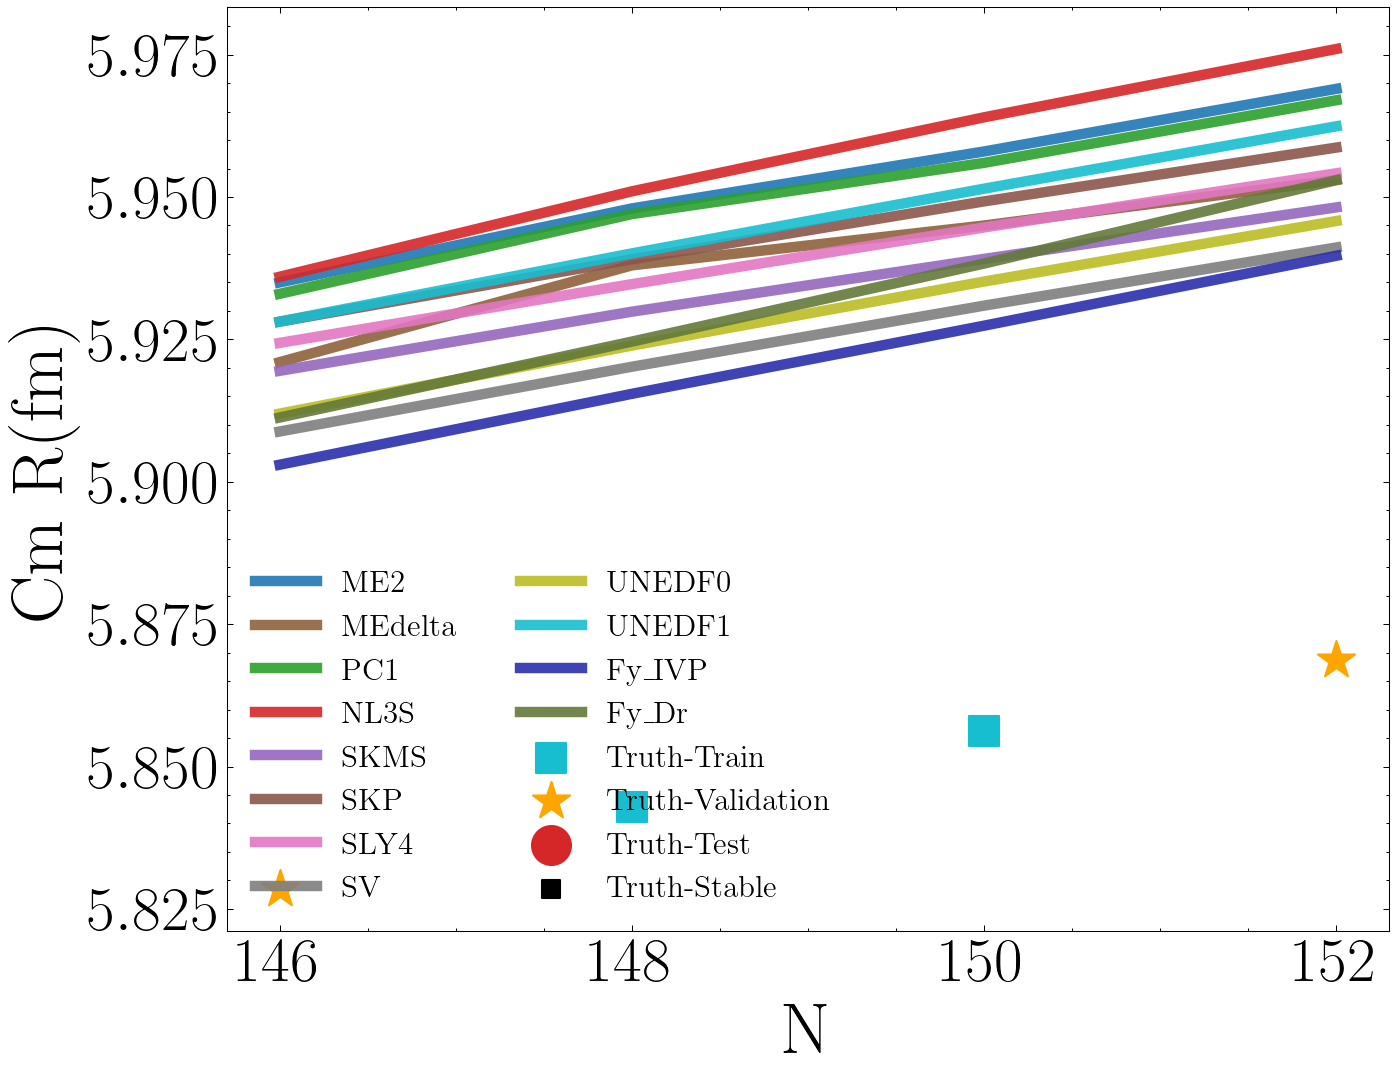 5.975
5.950
5.925
5.900
5.875
5.850
5.825
Cm R(fm)
ME2
MEdelta
PC1
NL3S
SKMS
SKP
SLY4
SV
UNEDF0
UNEDF1
Fy_IVP
Fy_Dr
Truth-Train
Truth-Validation
Truth-Test
Truth-Stable
146
148
150
152
N